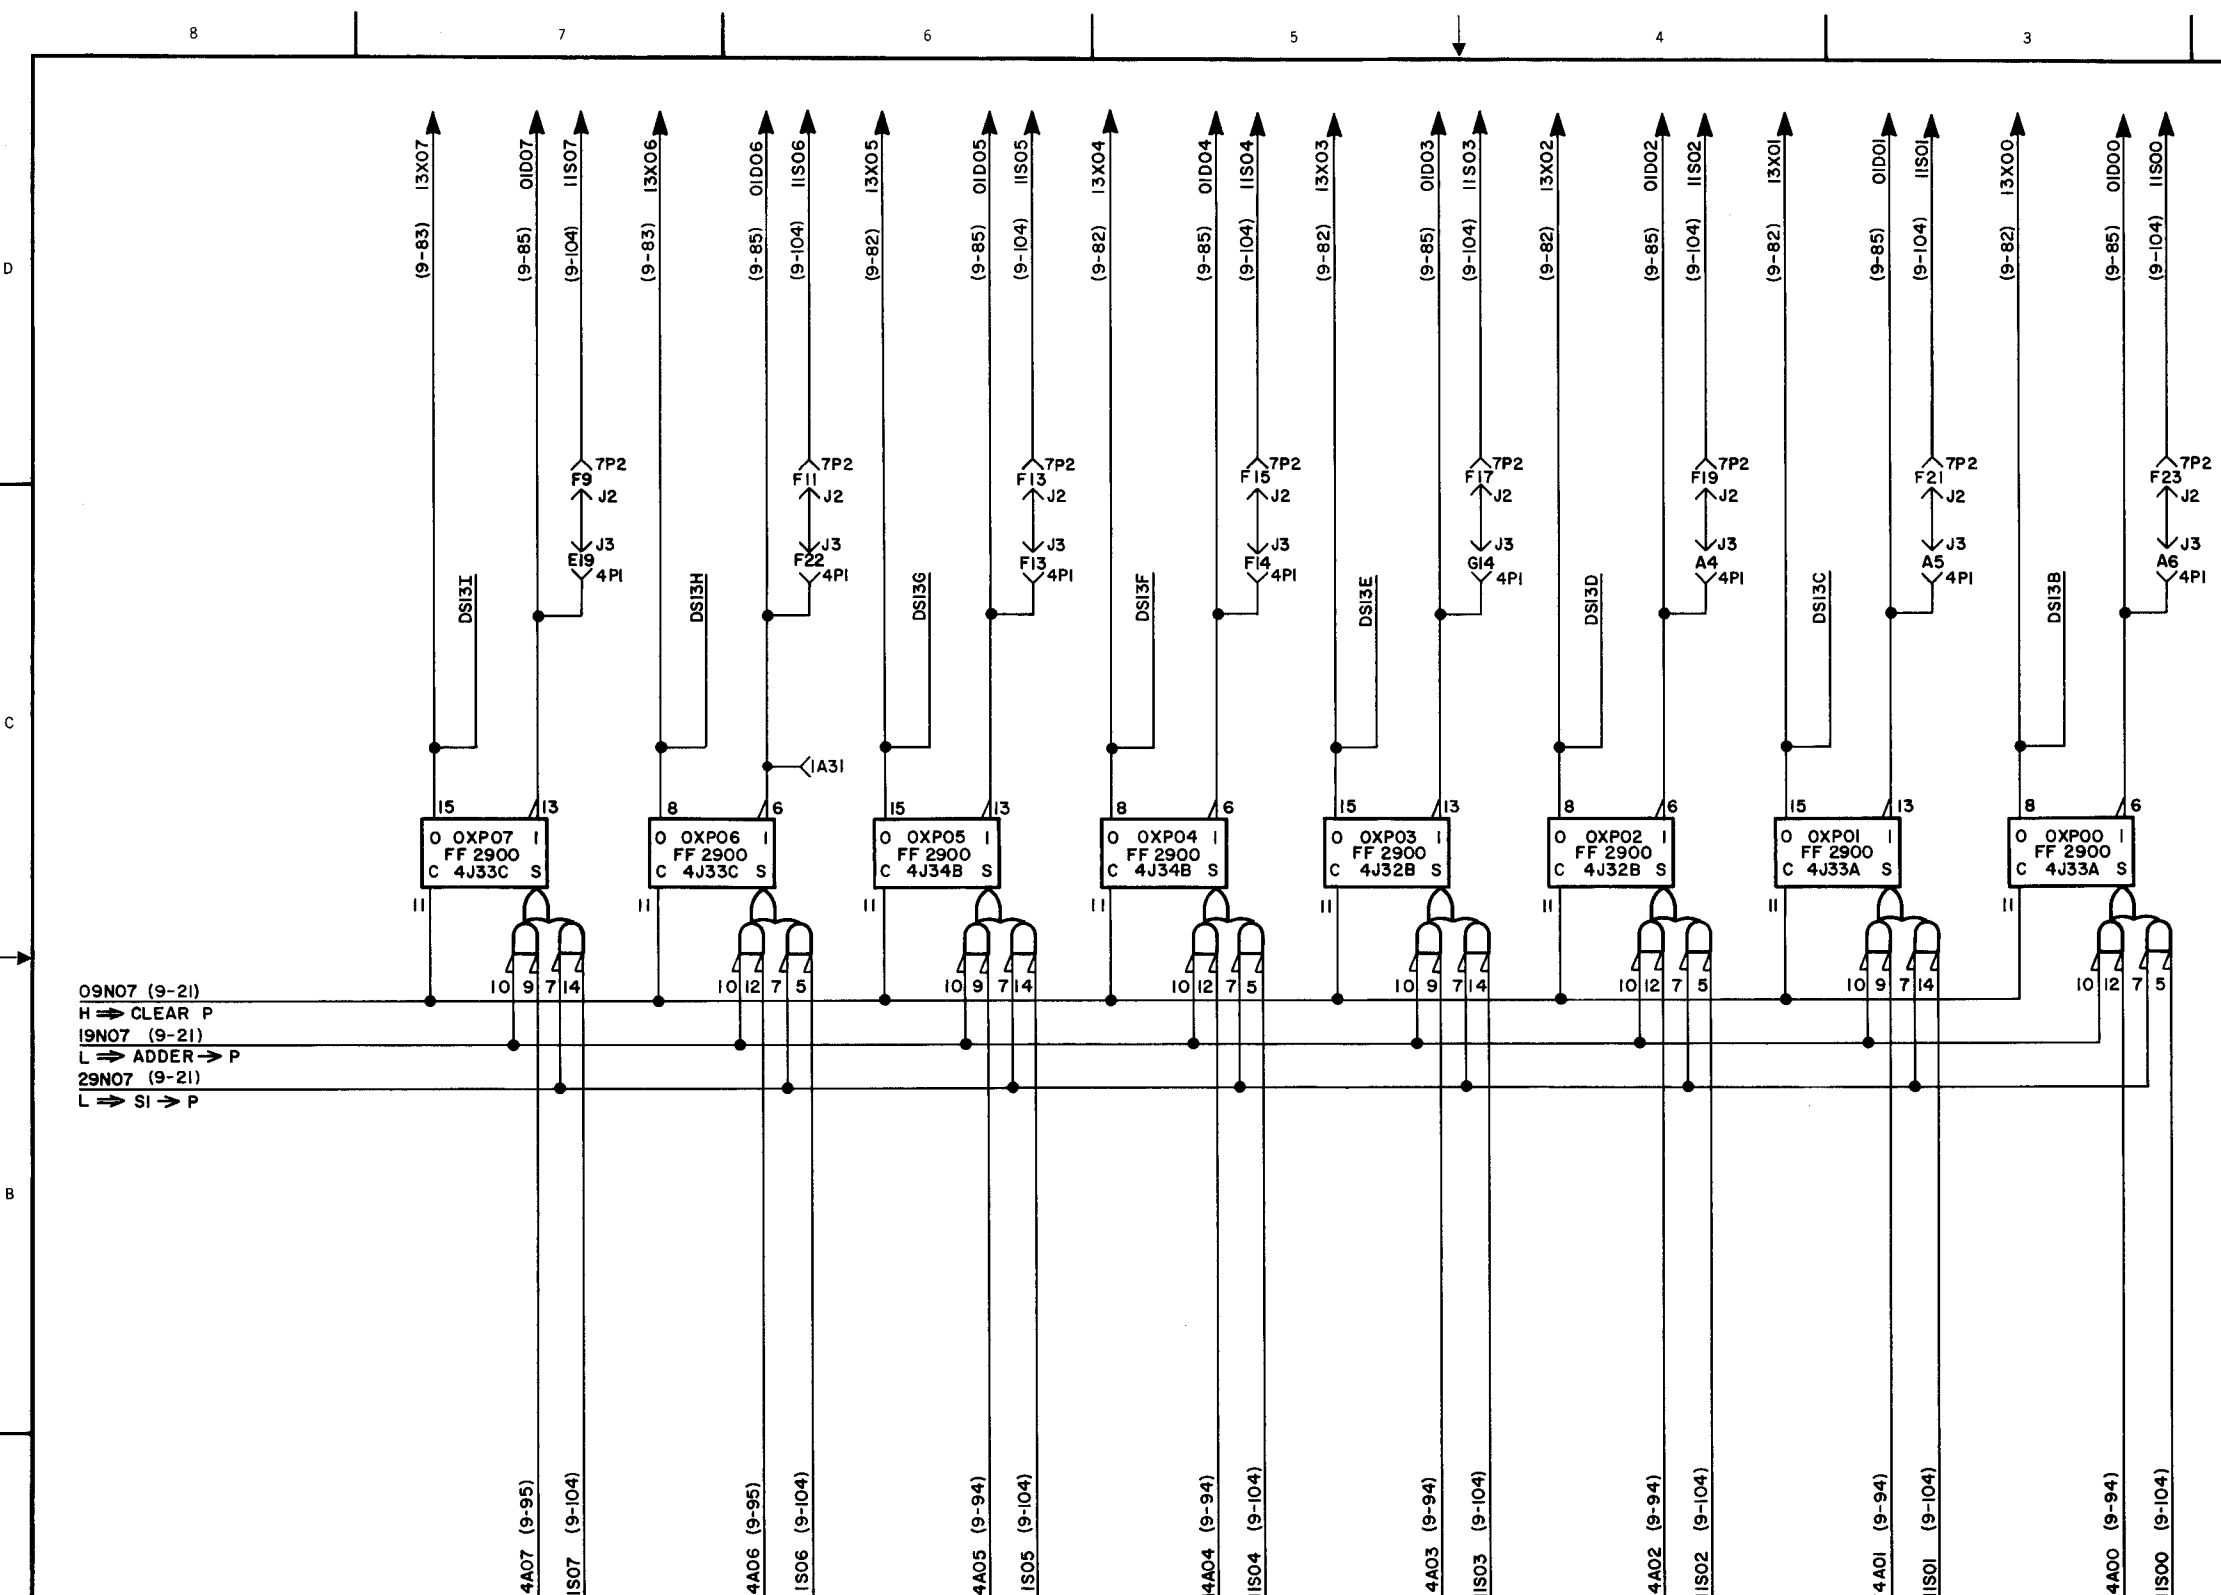 8 7 6 5 4 3
13X07 01D07 11S07 13X06 01D06 11S06 13X05 01D05 11S05 13X04 01D04 11S04 13X03 01D03 11S03 13X02 01D02 11S02 13X01 01D01 11S01 13X00 01D00 11S00
(9-83) (9-85) (9-104) (9-83) (9-85) (9-104) (9-82) (9-85) (9-104) (9-82) (9-85) (9-104) (9-82) (9-85) (9-104) (9-82) (9-85) (9-104) (9-82) (9-85) (9-104) (9-82) (9-85) (9-104)
D
7P2 7P2 7P2 7P2 7P2 7P2 7P2 7P2
F9 F11 F13 F15 F17 F19 F21 F23
J2 J2 J2 J2 J2 J2 J2 J2
J3 J3 J3 J3 J3 J3 J3 J3
E19 F22 F13 F14 G14 A4 A5 A6
4P1 4P1 4P1 4P1 4P1 4P1 4P1 4P1
DS13I DS13H DS13G DS13F DS13E DS13D DS13C DS13B
C
1A31
15 13 8 6 15 13 8 6 15 13 8 6 15 13 8 6
0 0XP07 1 0 0XP06 1 0 0XP05 1 0 0XP04 1 0 0XP03 1 0 0XP02 1 0 0XP01 1 0 0XP00 1
FF 2900 FF 2900 FF 2900 FF 2900 FF 2900 FF 2900 FF 2900 FF 2900
C 4J33C S C 4J33C S C 4J34B S C 4J34B S C 4J32B S C 4J32B S C 4J33A S C 4J33A S
11 11 11 11 11 11 11 11
10 9 7 14 10 12 7 5 10 9 7 14 10 12 7 5 10 9 7 14 10 12 7 5 10 9 7 14 10 12 7 5
09N07 (9-21)
H ⇒ CLEAR P
19N07 (9-21)
L ⇒ ADDER → P
29N07 (9-21)
L ⇒ S1 → P
B
(9-95) (9-104) (9-95) (9-104) (9-94) (9-104) (9-94) (9-104) (9-94) (9-104) (9-94) (9-104) (9-94) (9-104) (9-94) (9-104)
4A07 1S07 4A06 1S06 4A05 1S05 4A04 1S04 4A03 1S03 4A02 1S02 4A01 1S01 4A00 1S00